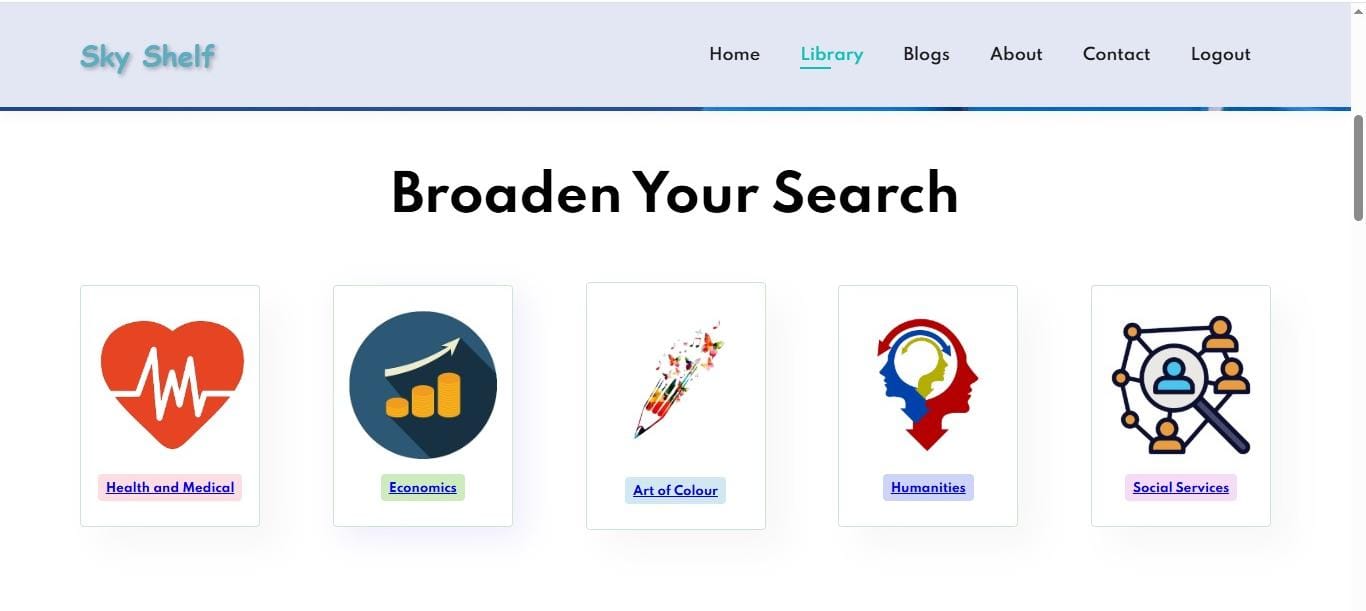 Sky Shelf
Home Library Blogs About Contact Logout
Broaden Your Search
Health and Medical Economics Art of Colour Humanities Social Services